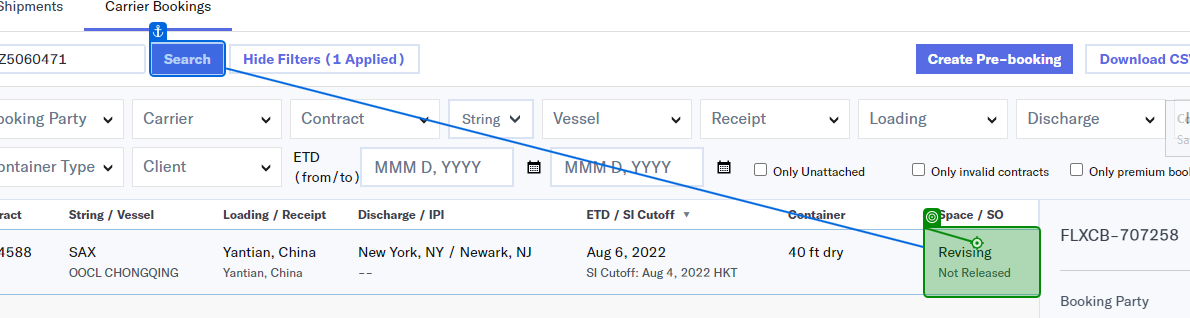 Shipments Carrier Bookings
Z5060471 Search Hide Filters (1 Applied) Create Pre-booking Download CSV
ooking Party Carrier Contract String Vessel Receipt Loading Discharge
ontainer Type Client ETD (from/to) MMM D, YYYY MMM D, YYYY Only Unattached Only invalid contracts Only premium boo
ract String / Vessel Loading / Receipt Discharge / IPI ETD / SI Cutoff ▼ Container Space / SO
4588 SAX Yantian, China New York, NY / Newark, NJ Aug 6, 2022 40 ft dry Revising
OOCL CHONGQING Yantian, China -- SI Cutoff: Aug 4, 2022 HKT Not Released
FLXCB-707258
Booking Party